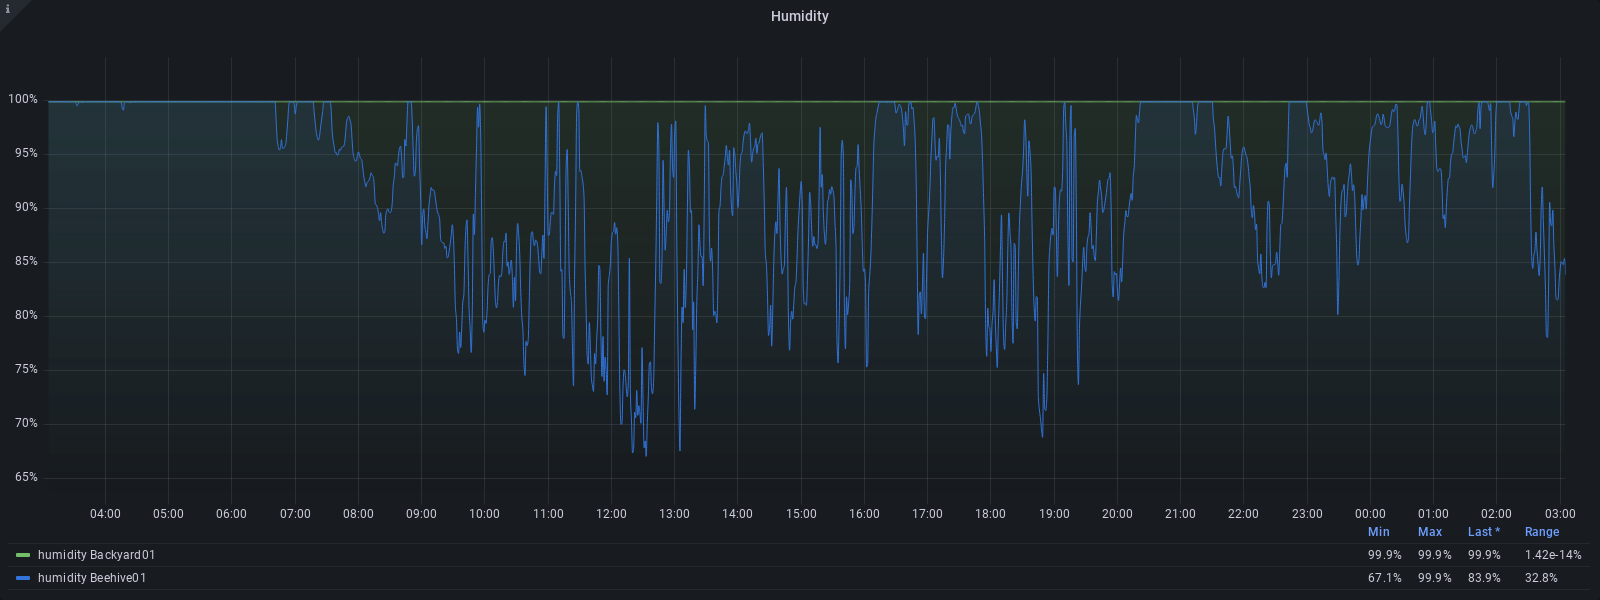 i
Humidity
100%
95%
90%
85%
80%
75%
70%
65%
04:00 05:00 06:00 07:00 08:00 09:00 10:00 11:00 12:00 13:00 14:00 15:00 16:00 17:00 18:00 19:00 20:00 21:00 22:00 23:00 00:00 01:00 02:00 03:00
Min Max Last * Range
humidity Backyard01 99.9% 99.9% 99.9% 1.42e-14%
humidity Beehive01 67.1% 99.9% 83.9% 32.8%